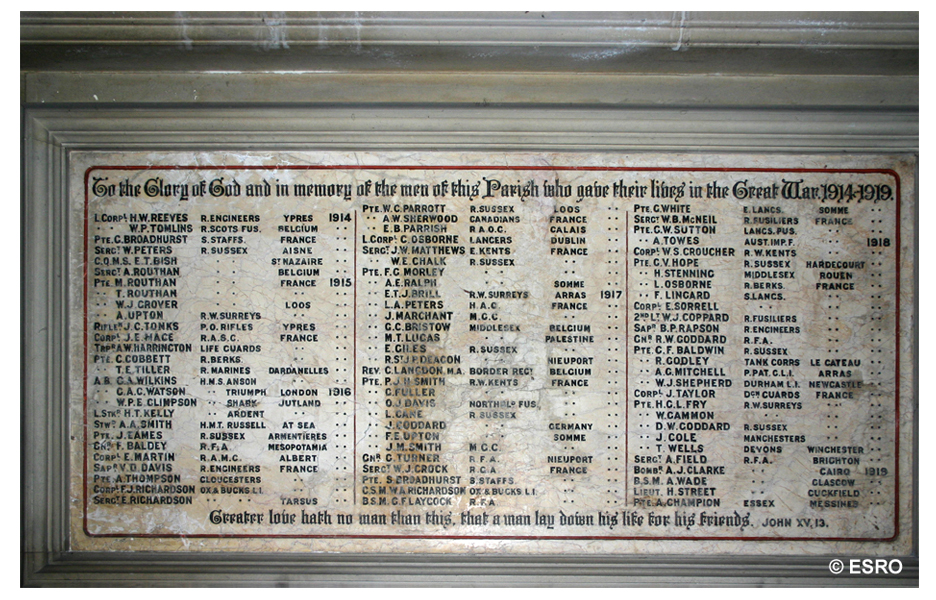 To the Glory of God and in memory of the men of this Parish who gave their lives in the Great War, 1914-1919.
L.CORPL H.W.REEVES R.ENGINEERS YPRES 1914
W.P.TOMLINS R.SCOTS FUS. BELGIUM
PTE.C.BROADHURST S.STAFFS. FRANCE
SERGT W.PETERS R.SUSSEX AISNE
C.Q.M.S. E.T.BISH ST NAZAIRE
SERGT A.ROUTHAN BELGIUM
PTE.M.ROUTHAN FRANCE 1915
T.ROUTHAN
W.J.GROVER LOOS
A.UPTON R.W.SURREYS
RIFLEN J.C.TONKS P.O.RIFLES YPRES
CORPL J.E.MACE R.A.S.C. FRANCE
TRPR A.W.HARRINGTON LIFE GUARDS
PTE.C.COBBETT R.BERKS.
T.E.TILLER R.MARINES DARDANELLES
A.B. G.A.WILKINS H.M.S.ANSON
G.A.C.WATSON TRIUMPH LONDON 1916
W.P.E.CLIMPSON SHARK JUTLAND
L.STKR H.T.KELLY ARDENT
STWD A.A.SMITH H.M.T. RUSSELL AT SEA
PTE.J.EAMES R.SUSSEX ARMENTIERES
GNR F.BALDEY R.F.A. MESOPOTAMIA
CORPL E.MARTIN R.A.M.C. ALBERT
SAPR V.D.DAVIS R.ENGINEERS FRANCE
PTE.A.THOMPSON GLOUCESTERS
CORPL F.J.RICHARDSON OX & BUCKS L.I.
SERGT E.RICHARDSON TARSUS
PTE.W.G.PARROTT R.SUSSEX LOOS
A.W.SHERWOOD CANADIANS FRANCE
E.B.PARRISH R.A.O.C. CALAIS
L.CORPL C.OSBORNE LANCERS DUBLIN
SERGT J.W.MATTHEWS E.KENTS FRANCE
W.E.CHALK R.SUSSEX
PTE.F.G.MORLEY
A.E.RALPH SOMME
E.T.J.BRILL R.W.SURREYS ARRAS 1917
L.A.PETERS H.A.C. FRANCE
J.MARCHANT M.G.C.
G.C.BRISTOW MIDDLESEX BELGIUM
M.T.LUCAS PALESTINE
E.GILES R.SUSSEX
R.ST J.P.DEACON NIEUPORT
REV. C.LANGDON.M.A. BORDER REGT BELGIUM
PTE.P.J.H SMITH R.W.KENTS FRANCE
G.FULLER
O.J.DAVIS NORTHBLD FUS.
L.CANE R.SUSSEX
J.GODDARD GERMANY
F.E.UPTON SOMME
J.M.SMITH M.G.C.
GNR G.TURNER R.F.A. NIEUPORT
SERGT W.J.CROCK R.G.A FRANCE
PTE.S.BROADHURST S.STAFFS.
C.S.M.W.A.RICHARDSON OX & BUCKS L.I.
B.S.M.G.F.LAYCOCK R.F.A
PTE.G.WHITE E.LANCS. SOMME
SERGT W.B.McNEIL R.FUSILIERS FRANCE
PTE.G.W.SUTTON LANCS.FUS.
A.TOWES AUST.IMP.F. 1918
CORPL W.S.CROUCHER R.W.KENTS
PTE.G.V.HOPE R.SUSSEX HARDECOURT
H.STENNING MIDDLESEX ROUEN
L.OSBORNE R.BERKS. FRANCE
F.LINGARD S.LANCS.
CORPL E.SORRELL
2ND LT W.J.COPPARD R.FUSILIERS
SAPR B.P.RAPSON R.ENGINEERS
GNR R.W.GODDARD R.F.A.
PTE.C.F.BALDWIN R.SUSSEX
R.GODLEY TANK CORPS LE CATEAU
A.G.MITCHELL P.PAT.C.L.I. ARRAS
W.J.SHEPHERD DURHAM L.I. NEWCASTLE
CORPL J.TAYLOR DGN GUARDS FRANCE
PTE.H.G.L.FRY R.W.SURREYS
W.GAMMON
D.W.GODDARD R.SUSSEX
J.COLE MANCHESTERS
T.WELLS DEVONS WINCHESTER
SERGT A.FIELD R.F.A. BRIGHTON
BOMBR A.J.CLARKE CAIRO 1919
B.S.M.A.WADE GLASCOW
LIEUT.H.STREET CUCKFIELD
PTE.A.CHAMPION ESSEX MESSINES
Greater love hath no man than this, that a man lay down his life for his friends. JOHN XV,13.
© ESRO